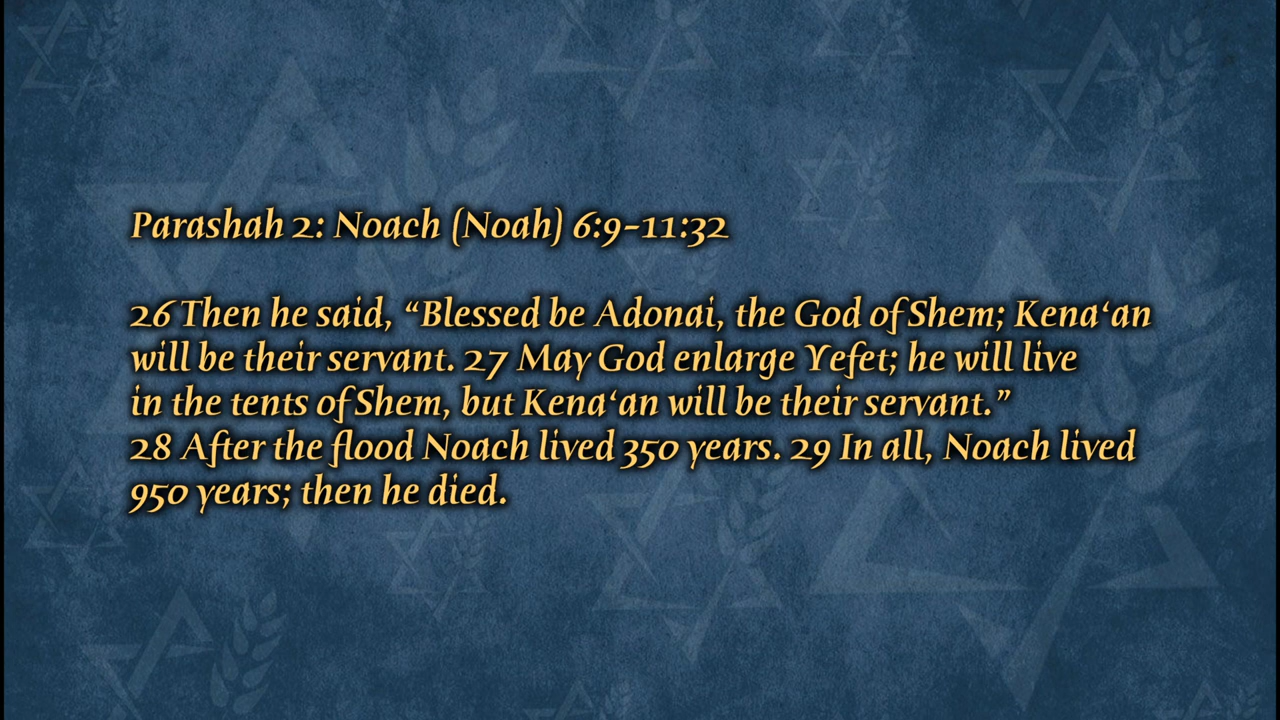 Parashah 2: Noach (Noah) 6:9-11:32
26 Then he said, “Blessed be Adonai, the God of Shem; Kena‘an
will be their servant. 27 May God enlarge Yefet; he will live
in the tents of Shem, but Kena‘an will be their servant.”
28 After the flood Noach lived 350 years. 29 In all, Noach lived
950 years; then he died.